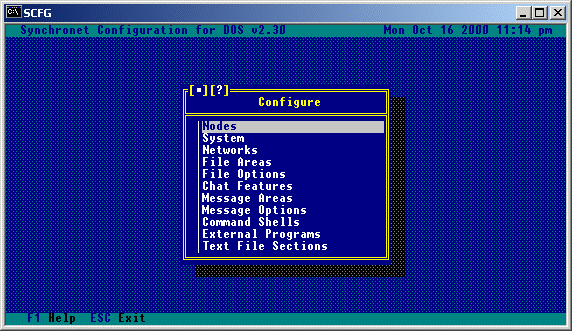 SCFG
Synchronet Configuration for DOS v2.30 Mon Oct 16 2000 11:14 pm
[▪][?]
Configure
Nodes
System
Networks
File Areas
File Options
Chat Features
Message Areas
Message Options
Command Shells
External Programs
Text File Sections
F1 Help ESC Exit